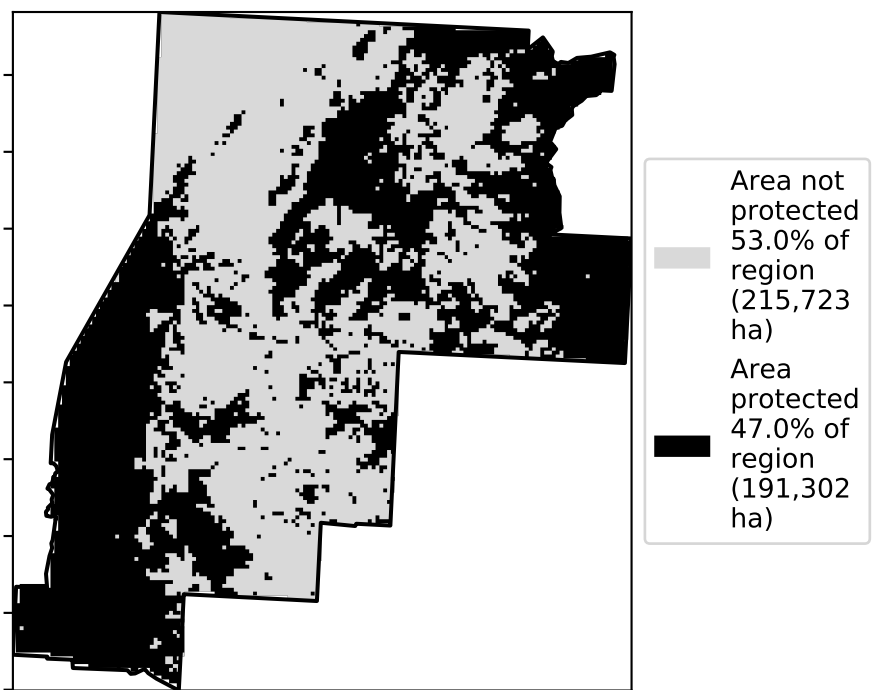 Area not
protected
53.0% of
region
(215,723
ha)
Area
protected
47.0% of
region
(191,302
ha)